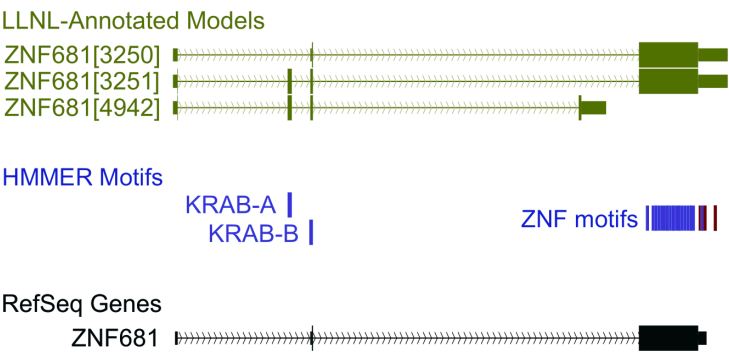 LLNL-Annotated Models
ZNF681[3250]
ZNF681[3251]
ZNF681[4942]
HMMER Motifs
KRAB-A
KRAB-B
ZNF motifs
RefSeq Genes
ZNF681